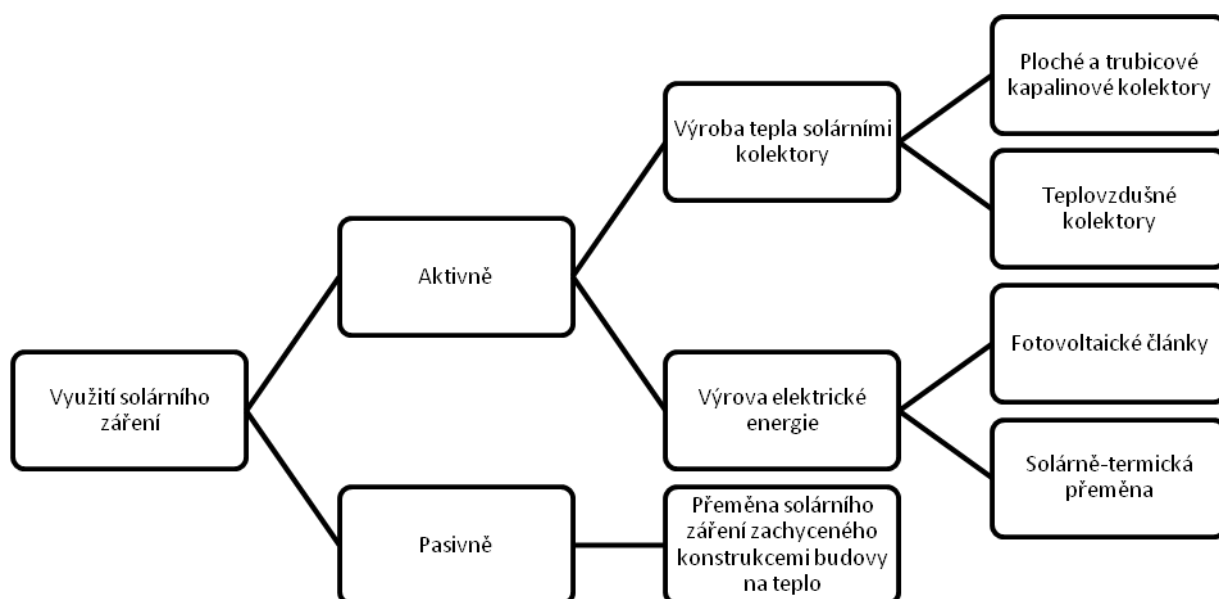 Využití solárního
záření
Aktivně
Pasivně
Výroba tepla solárními
kolektory
Výrova elektrické
energie
Přeměna solárního
záření zachyceného
konstrukcemi budovy
na teplo
Ploché a trubicové
kapalinové kolektory
Teplovzdušné
kolektory
Fotovoltaické články
Solárně-termická
přeměna